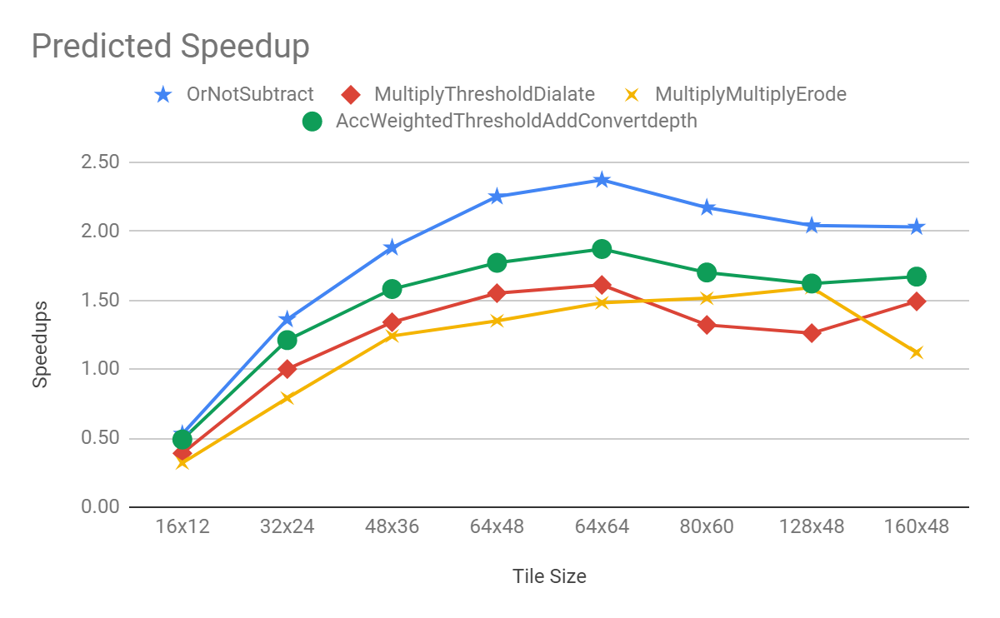 Predicted Speedup
OrNotSubtract MultiplyThresholdDialate MultiplyMultiplyErode
AccWeightedThresholdAddConvertdepth
2.50
2.00
1.50
1.00
0.50
0.00
Speedups
16x12 32x24 48x36 64x48 64x64 80x60 128x48 160x48
Tile Size